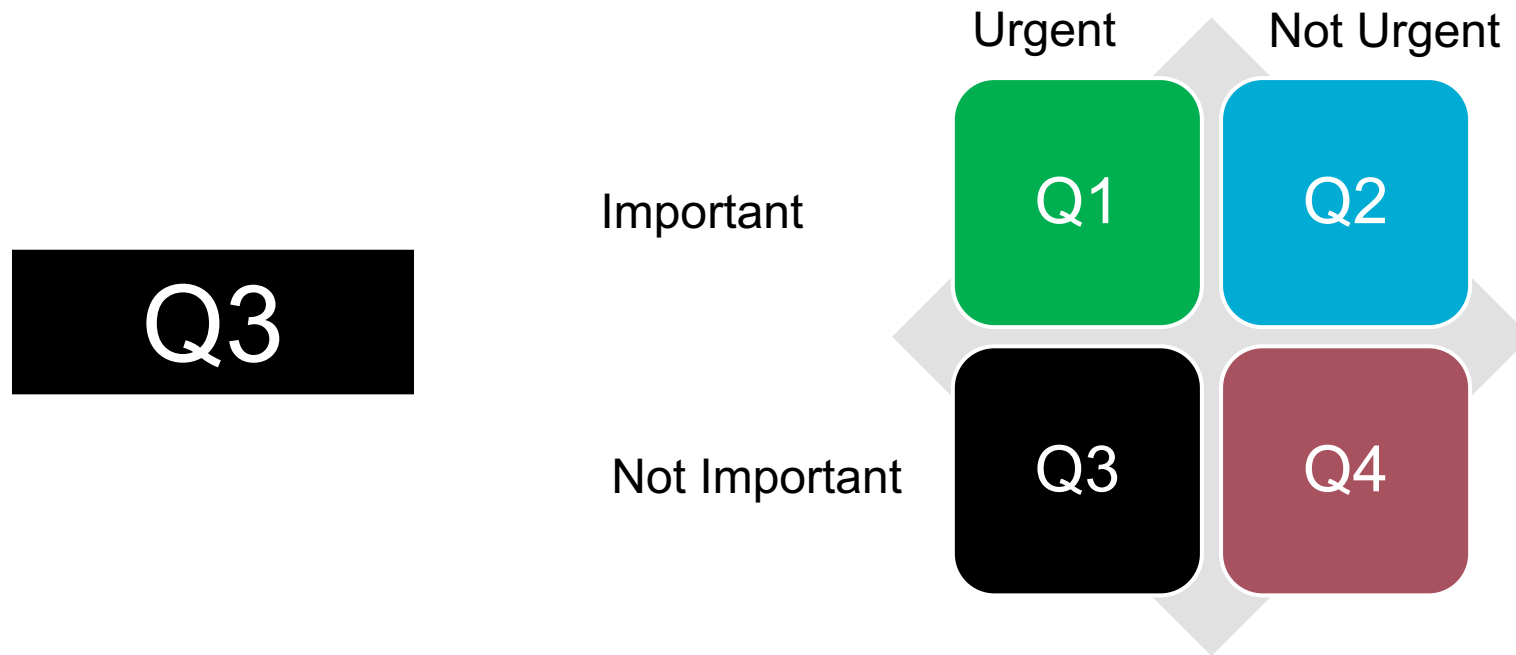 Urgent Not Urgent
Important
Q1 Q2
Q3
Not Important
Q3 Q4